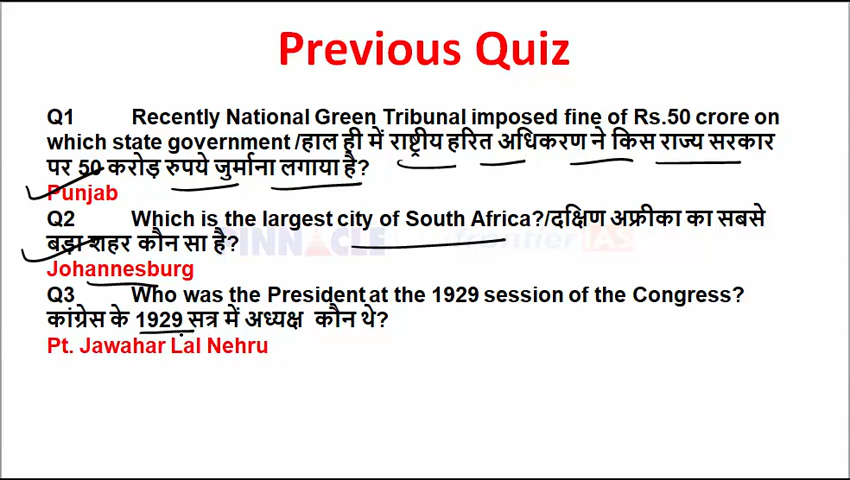 Previous Quiz
Q1 Recently National Green Tribunal imposed fine of Rs.50 crore on
which state government /हाल ही में राष्ट्रीय हरित अधिकरण ने किस राज्य सरकार
पर 50 करोड़ रुपये जुर्माना लगाया है?
Punjab
Q2 Which is the largest city of South Africa?/दक्षिण अफ्रीका का सबसे
बड़ा शहर कौन सा है?
PINNACLE frontier IAS
Johannesburg
Q3 Who was the President at the 1929 session of the Congress?
कांग्रेस के 1929 सत्र में अध्यक्ष कौन थे?
Pt. Jawahar Lal Nehru